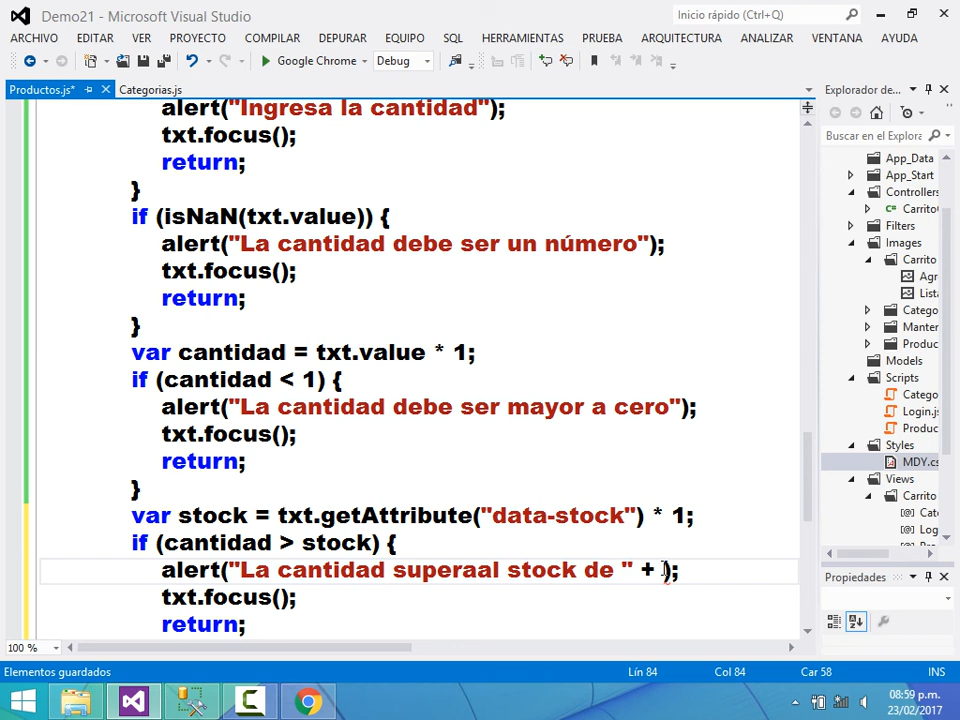 Demo21 - Microsoft Visual Studio
Inicio rápido (Ctrl+Q)
ARCHIVO EDITAR VER PROYECTO COMPILAR DEPURAR EQUIPO SQL HERRAMIENTAS PRUEBA ARQUITECTURA ANALIZAR VENTANA AYUDA
Google Chrome Debug
Productos.js* Categorias.js
Explorador de...
alert("Ingresa la cantidad");
txt.focus();
return;
}
if (isNaN(txt.value)) {
alert("La cantidad debe ser un número");
txt.focus();
return;
}
var cantidad = txt.value * 1;
if (cantidad < 1) {
alert("La cantidad debe ser mayor a cero");
txt.focus();
return;
}
var stock = txt.getAttribute("data-stock") * 1;
if (cantidad > stock) {
alert("La cantidad superaal stock de " + );
txt.focus();
return;
Buscar en el Explora
App_Data
App_Start
Controllers
C# Carrito
Filters
Images
Carrito
Agr
Lista
Catego
Manter
Produc
Models
Scripts
Catego
Login.js
Produc
Styles
MDY.cs
Views
Carrito
Cat
Log
Pro
Propiedades
100 %
Elementos guardados Lín 84 Col 84 Car 58 INS
08:59 p.m.
23/02/2017